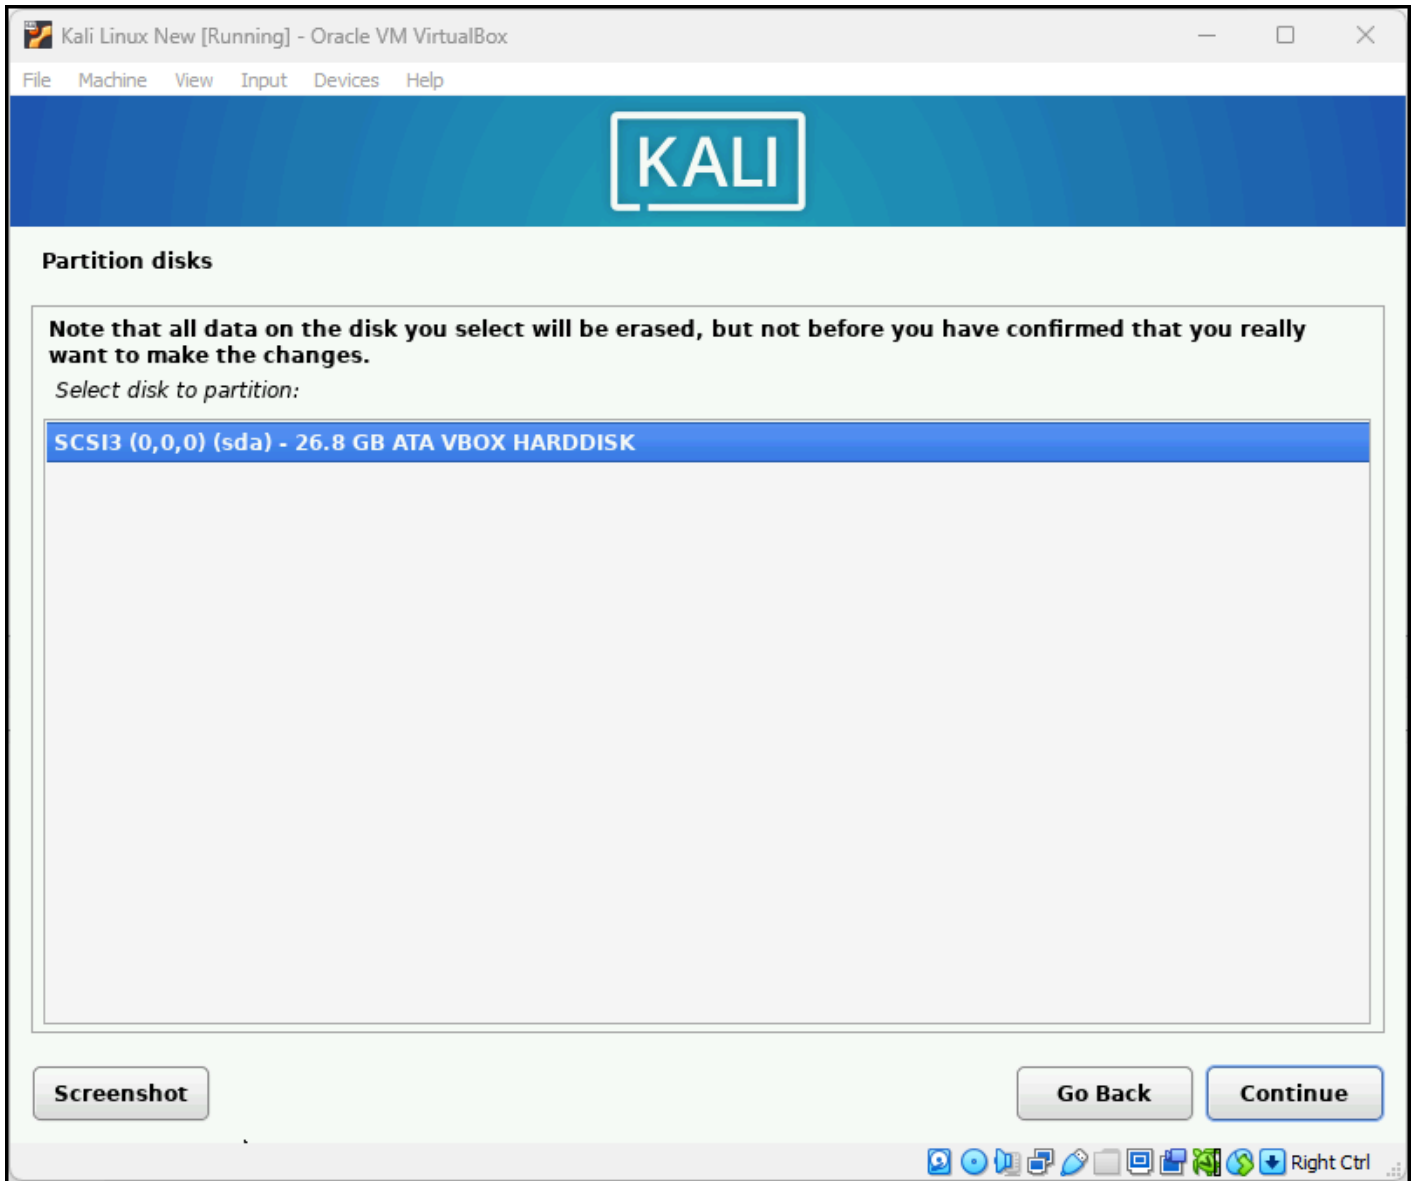 Kali Linux New [Running] - Oracle VM VirtualBox
File Machine View Input Devices Help
KALI
Partition disks
Note that all data on the disk you select will be erased, but not before you have confirmed that you really
want to make the changes.
Select disk to partition:
SCSI3 (0,0,0) (sda) - 26.8 GB ATA VBOX HARDDISK
Screenshot Go Back Continue
Right Ctrl